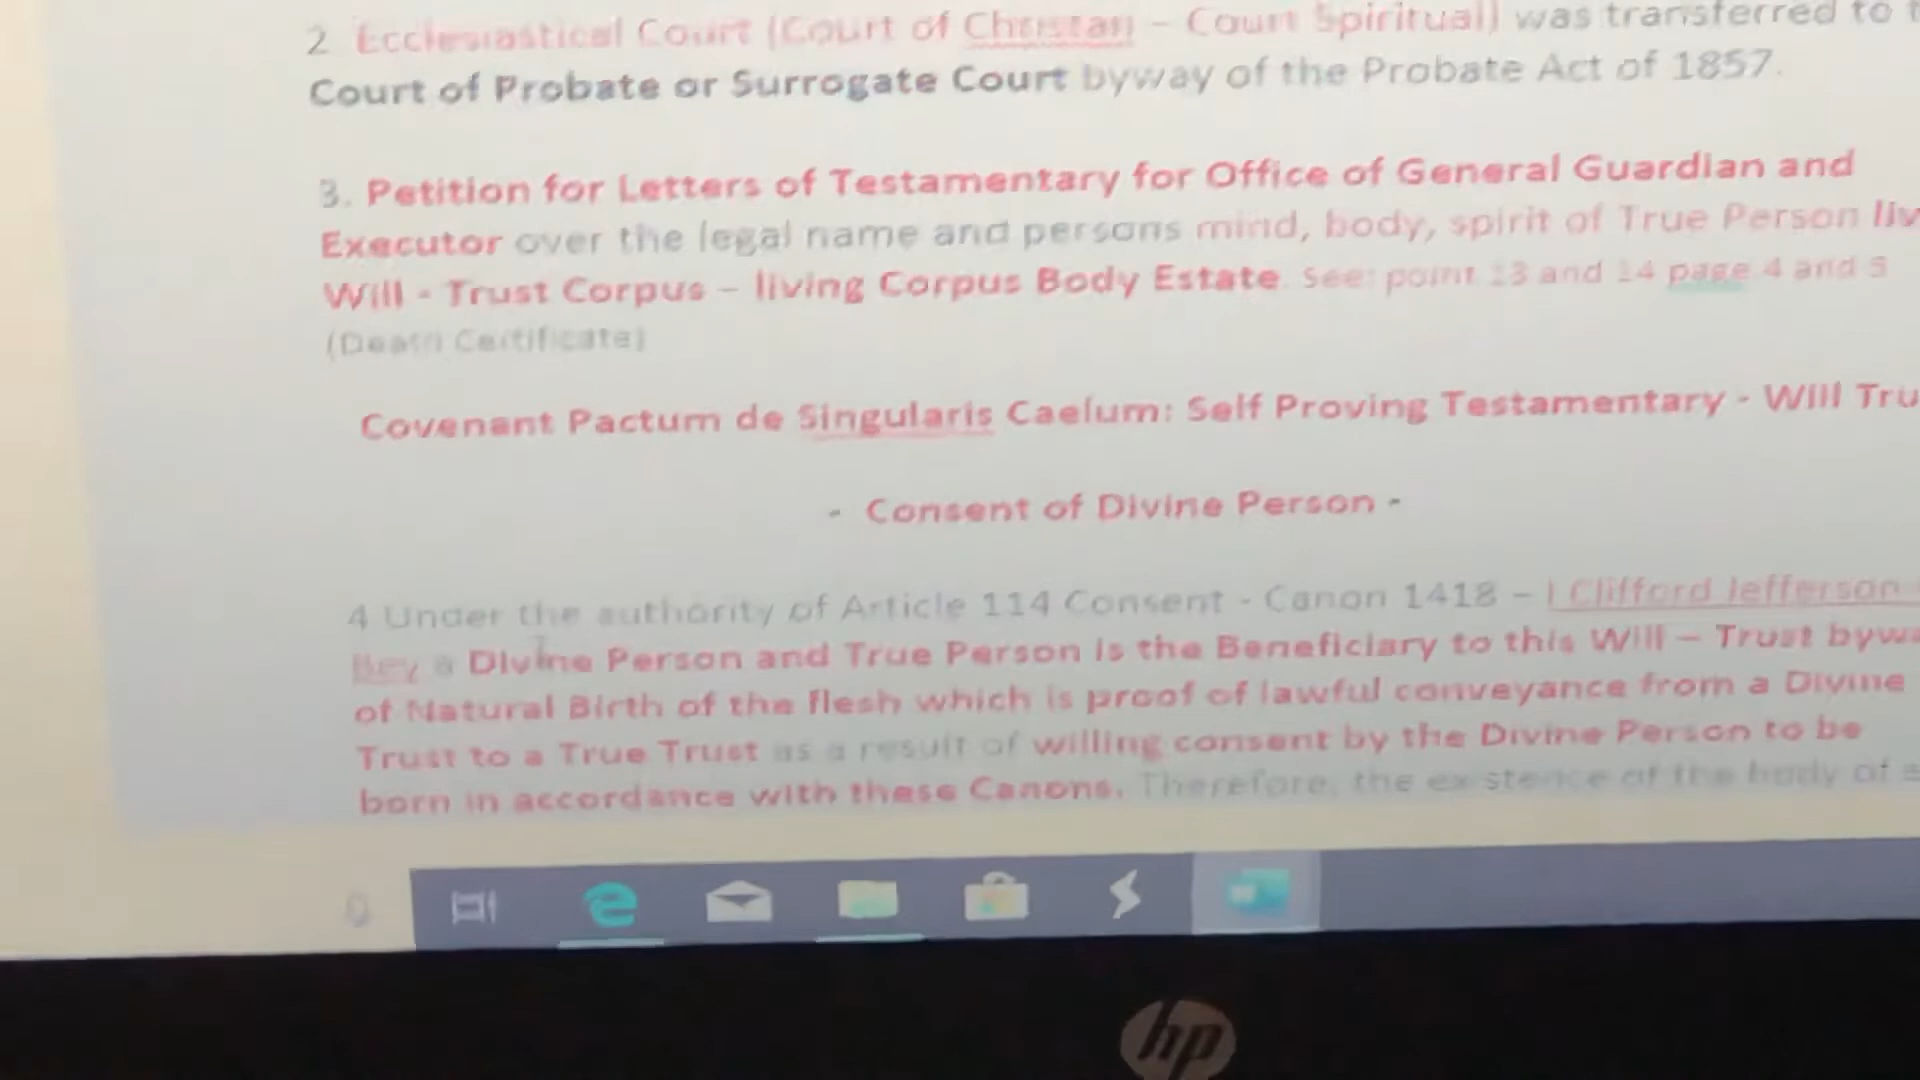 2 Ecclesiastical Court (Court of Christian – Court Spiritual) was transferred to
Court of Probate or Surrogate Court byway of the Probate Act of 1857.
3. Petition for Letters of Testamentary for Office of General Guardian and
Executor over the legal name and persons mind, body, spirit of True Person liv
Will - Trust Corpus – living Corpus Body Estate. See: point 13 and 14 page 4 and 5
(Death Certificate)
Covenant Pactum de Singularis Caelum: Self Proving Testamentary - Will Tru
- Consent of Divine Person -
4 Under the authority of Article 114 Consent - Canon 1418 – I Clifford Jefferson
Bey a Divine Person and True Person is the Beneficiary to this Will – Trust bywa
of Natural Birth of the flesh which is proof of lawful conveyance from a Divine
Trust to a True Trust as a result of willing consent by the Divine Person to be
born in accordance with these Canons. Therefore, the existence of the body of
hp